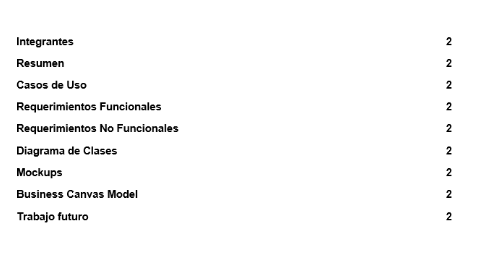 Integrantes 2
Resumen 2
Casos de Uso 2
Requerimientos Funcionales 2
Requerimientos No Funcionales 2
Diagrama de Clases 2
Mockups 2
Business Canvas Model 2
Trabajo futuro 2